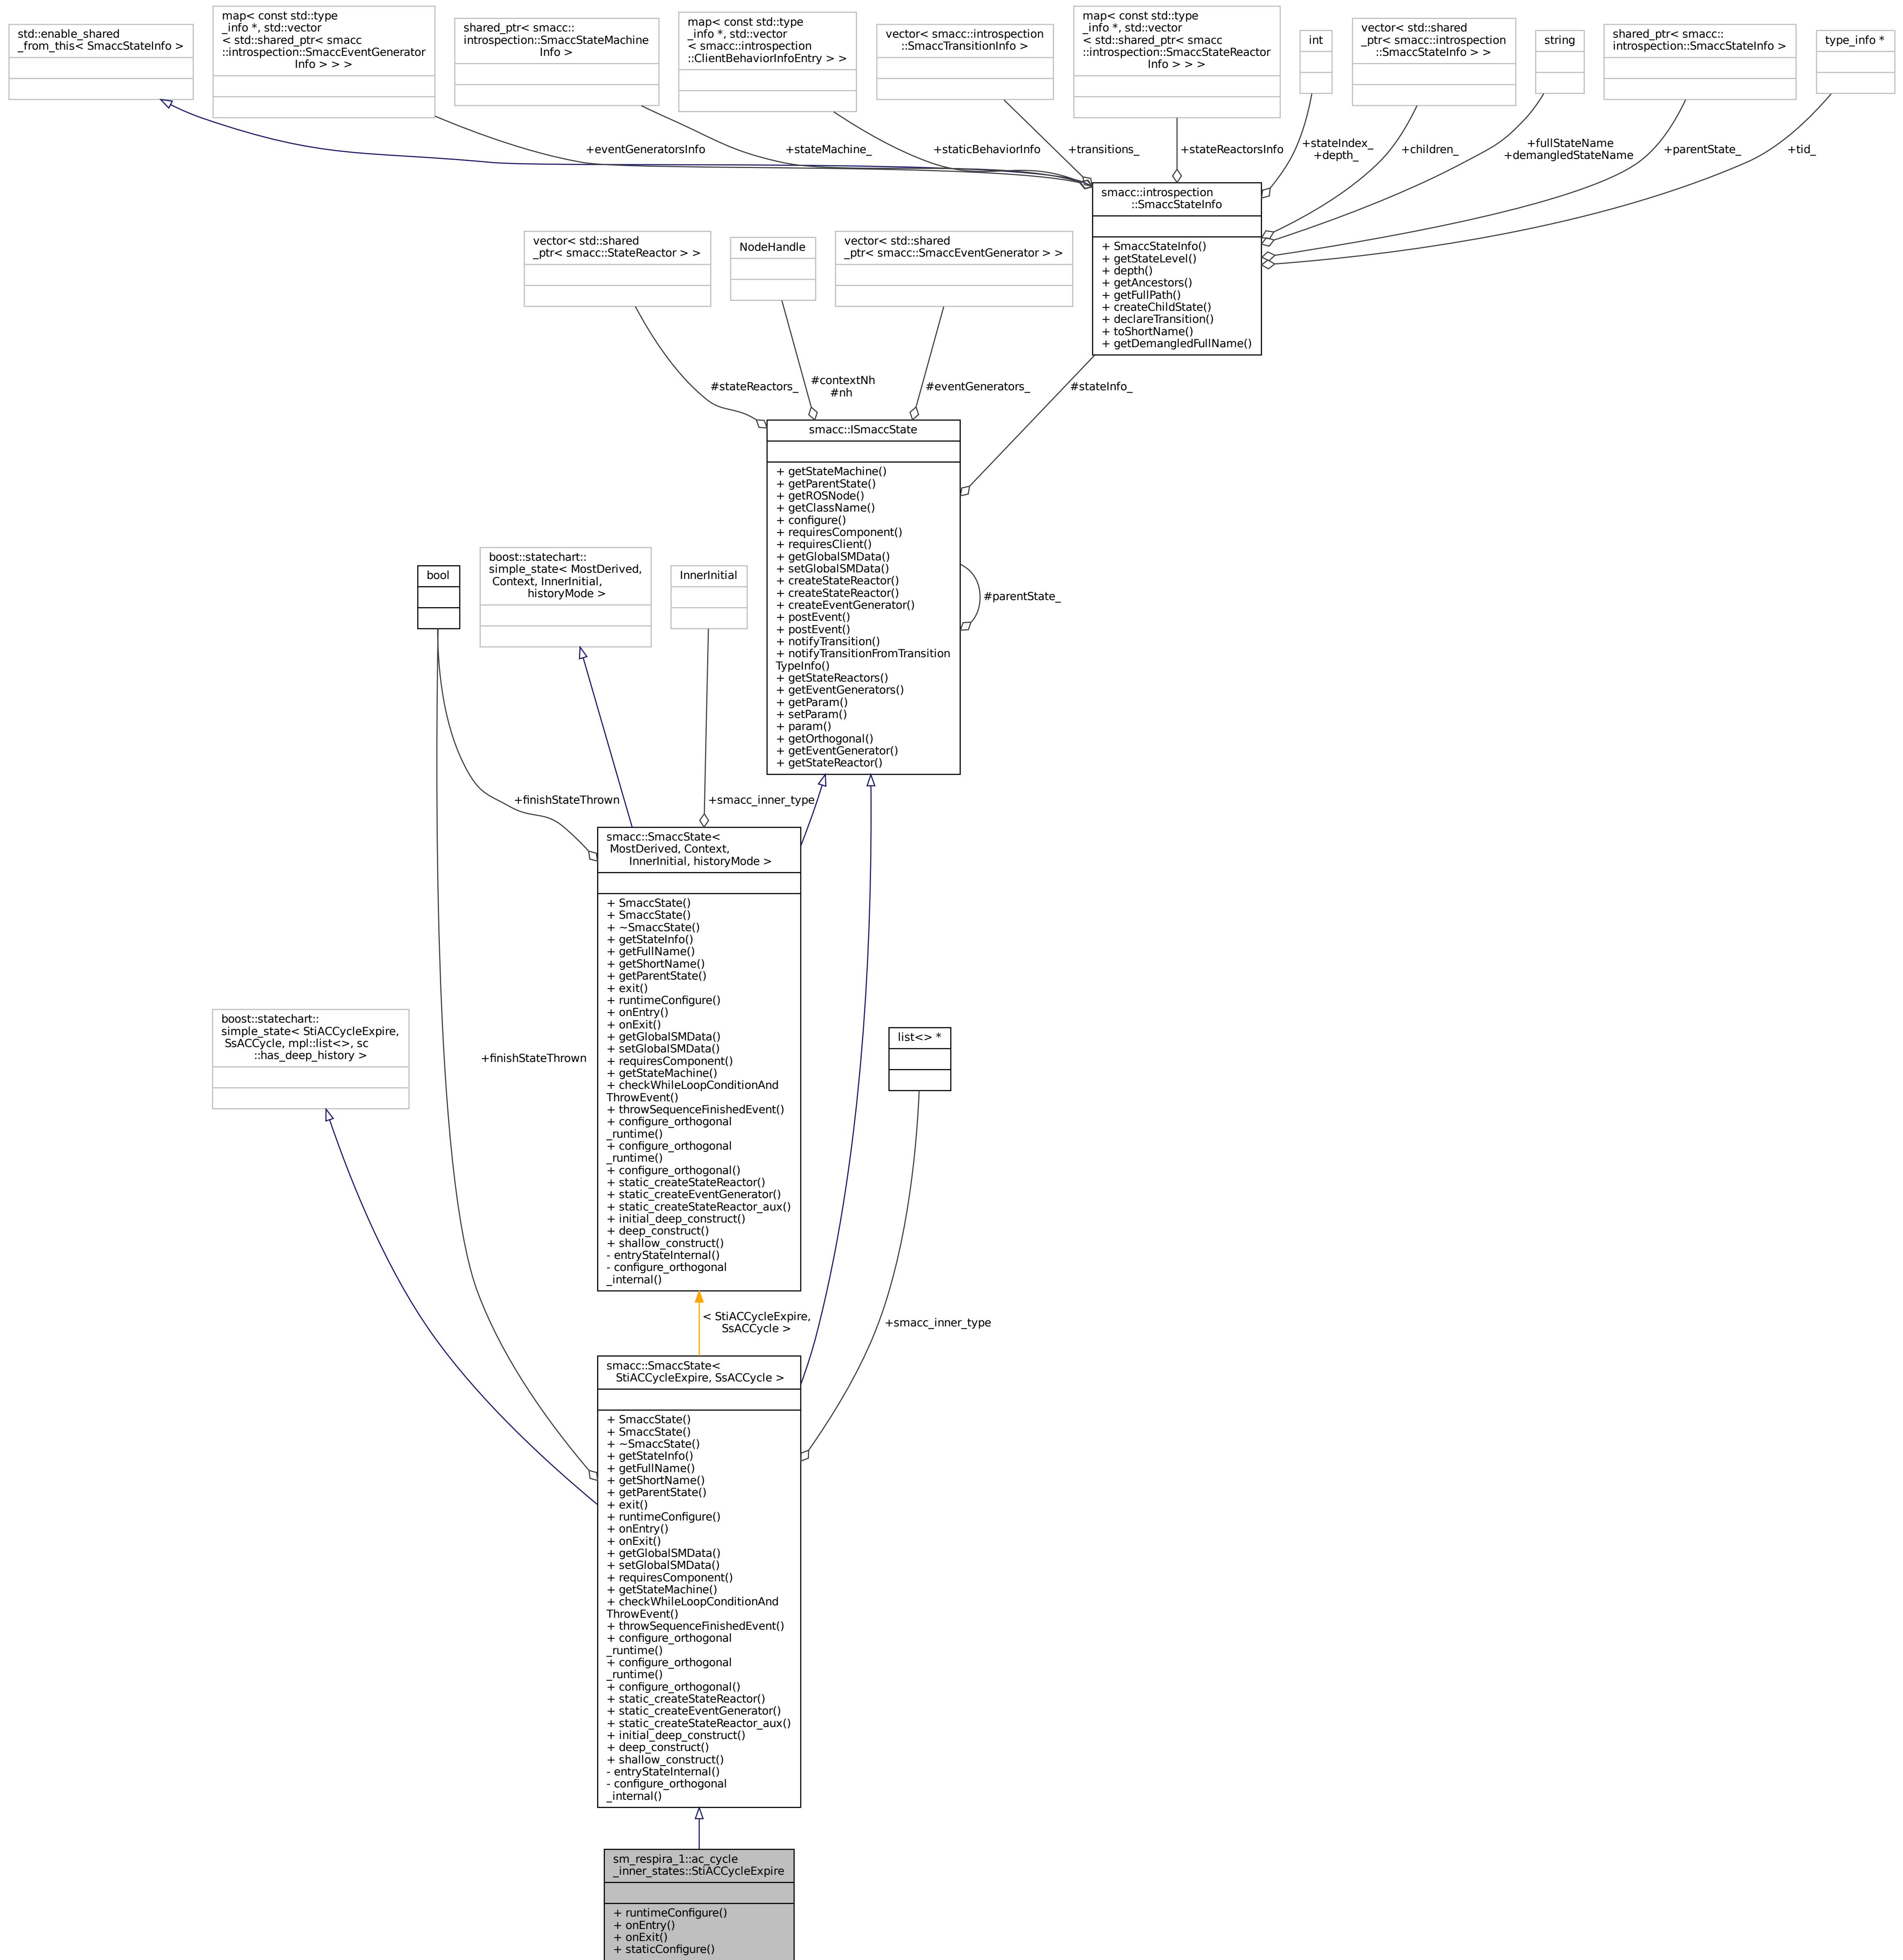 std::enable_shared
_from_this< SmaccStateInfo >
map< const std::type
_info *, std::vector
< std::shared_ptr< smacc
::introspection::SmaccEventGenerator
Info > > >
shared_ptr< smacc::
introspection::SmaccStateMachine
Info >
map< const std::type
_info *, std::vector
< smacc::introspection
::ClientBehaviorInfoEntry > >
vector< smacc::introspection
::SmaccTransitionInfo >
map< const std::type
_info *, std::vector
< std::shared_ptr< smacc
::introspection::SmaccStateReactor
Info > > >
int
vector< std::shared
_ptr< smacc::introspection
::SmaccStateInfo > >
string
shared_ptr< smacc::
introspection::SmaccStateInfo >
type_info *
+eventGeneratorsInfo
+stateMachine_
+staticBehaviorInfo
+transitions_
+stateReactorsInfo
+stateIndex_
+depth_
+children_
+fullStateName
+demangledStateName
+parentState_
+tid_
smacc::introspection
::SmaccStateInfo
+ SmaccStateInfo()
+ getStateLevel()
+ depth()
+ getAncestors()
+ getFullPath()
+ createChildState()
+ declareTransition()
+ toShortName()
+ getDemangledFullName()
vector< std::shared
_ptr< smacc::StateReactor > >
NodeHandle
vector< std::shared
_ptr< smacc::SmaccEventGenerator > >
#stateReactors_
#contextNh
#nh
#eventGenerators_
#stateInfo_
smacc::ISmaccState
+ getStateMachine()
+ getParentState()
+ getROSNode()
+ getClassName()
+ configure()
+ requiresComponent()
+ requiresClient()
+ getGlobalSMData()
+ setGlobalSMData()
+ createStateReactor()
+ createStateReactor()
+ createEventGenerator()
+ postEvent()
+ postEvent()
+ notifyTransition()
+ notifyTransitionFromTransition
TypeInfo()
+ getStateReactors()
+ getEventGenerators()
+ getParam()
+ setParam()
+ param()
+ getOrthogonal()
+ getEventGenerator()
+ getStateReactor()
#parentState_
bool
boost::statechart::
simple_state< MostDerived,
Context, InnerInitial,
historyMode >
InnerInitial
+finishStateThrown
+smacc_inner_type
smacc::SmaccState<
MostDerived, Context,
InnerInitial, historyMode >
+ SmaccState()
+ SmaccState()
+ ~SmaccState()
+ getStateInfo()
+ getFullName()
+ getShortName()
+ getParentState()
+ exit()
+ runtimeConfigure()
+ onEntry()
+ onExit()
+ getGlobalSMData()
+ setGlobalSMData()
+ requiresComponent()
+ getStateMachine()
+ checkWhileLoopConditionAnd
ThrowEvent()
+ throwSequenceFinishedEvent()
+ configure_orthogonal
_runtime()
+ configure_orthogonal
_runtime()
+ configure_orthogonal()
+ static_createStateReactor()
+ static_createEventGenerator()
+ static_createStateReactor_aux()
+ initial_deep_construct()
+ deep_construct()
+ shallow_construct()
- entryStateInternal()
- configure_orthogonal
_internal()
boost::statechart::
simple_state< StiACCycleExpire,
SsACCycle, mpl::list<>, sc
::has_deep_history >
+finishStateThrown
list<> *
< StiACCycleExpire,
SsACCycle >
+smacc_inner_type
smacc::SmaccState<
StiACCycleExpire, SsACCycle >
+ SmaccState()
+ SmaccState()
+ ~SmaccState()
+ getStateInfo()
+ getFullName()
+ getShortName()
+ getParentState()
+ exit()
+ runtimeConfigure()
+ onEntry()
+ onExit()
+ getGlobalSMData()
+ setGlobalSMData()
+ requiresComponent()
+ getStateMachine()
+ checkWhileLoopConditionAnd
ThrowEvent()
+ throwSequenceFinishedEvent()
+ configure_orthogonal
_runtime()
+ configure_orthogonal
_runtime()
+ configure_orthogonal()
+ static_createStateReactor()
+ static_createEventGenerator()
+ static_createStateReactor_aux()
+ initial_deep_construct()
+ deep_construct()
+ shallow_construct()
- entryStateInternal()
- configure_orthogonal
_internal()
sm_respira_1::ac_cycle
_inner_states::StiACCycleExpire
+ runtimeConfigure()
+ onEntry()
+ onExit()
+ staticConfigure()